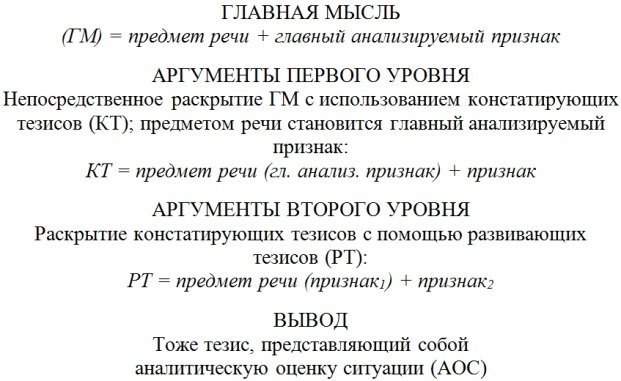 ГЛАВНАЯ МЫСЛЬ
(ГМ) = предмет речи + главный анализируемый признак
АРГУМЕНТЫ ПЕРВОГО УРОВНЯ
Непосредственное раскрытие ГМ с использованием констатирующих
тезисов (КТ); предметом речи становится главный анализируемый
признак:
КТ = предмет речи (гл. анализ. признак) + признак
АРГУМЕНТЫ ВТОРОГО УРОВНЯ
Раскрытие констатирующих тезисов с помощью развивающих
тезисов (РТ):
РТ = предмет речи (признак₁) + признак₂
ВЫВОД
Тоже тезис, представляющий собой
аналитическую оценку ситуации (АОС)